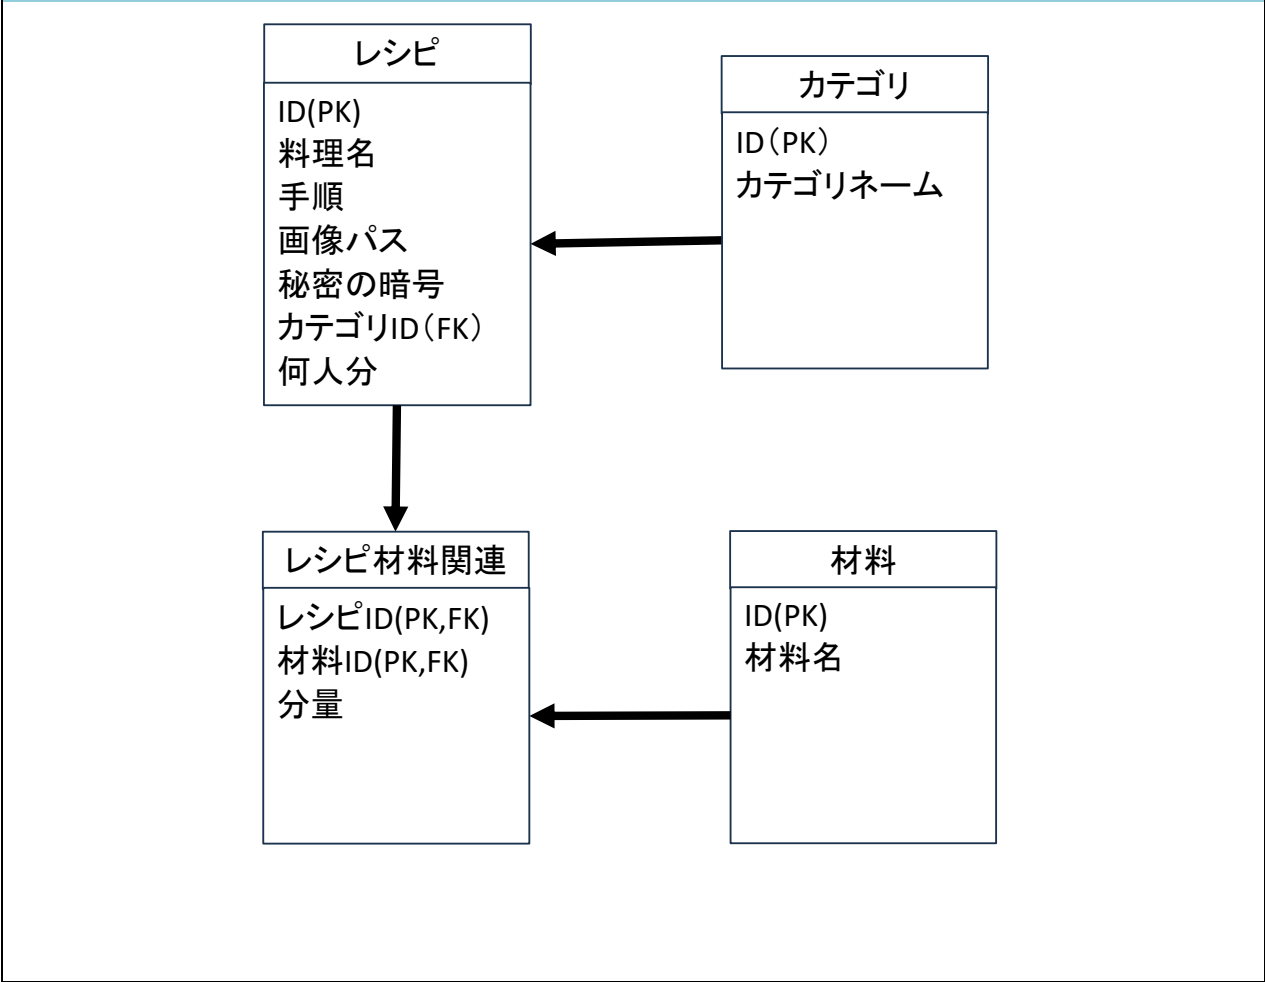 レシピ
ID(PK)
料理名
手順
画像パス
秘密の暗号
カテゴリID（FK）
何人分
カテゴリ
ID（PK）
カテゴリネーム
レシピ材料関連
レシピID(PK,FK)
材料ID(PK,FK)
分量
材料
ID(PK)
材料名